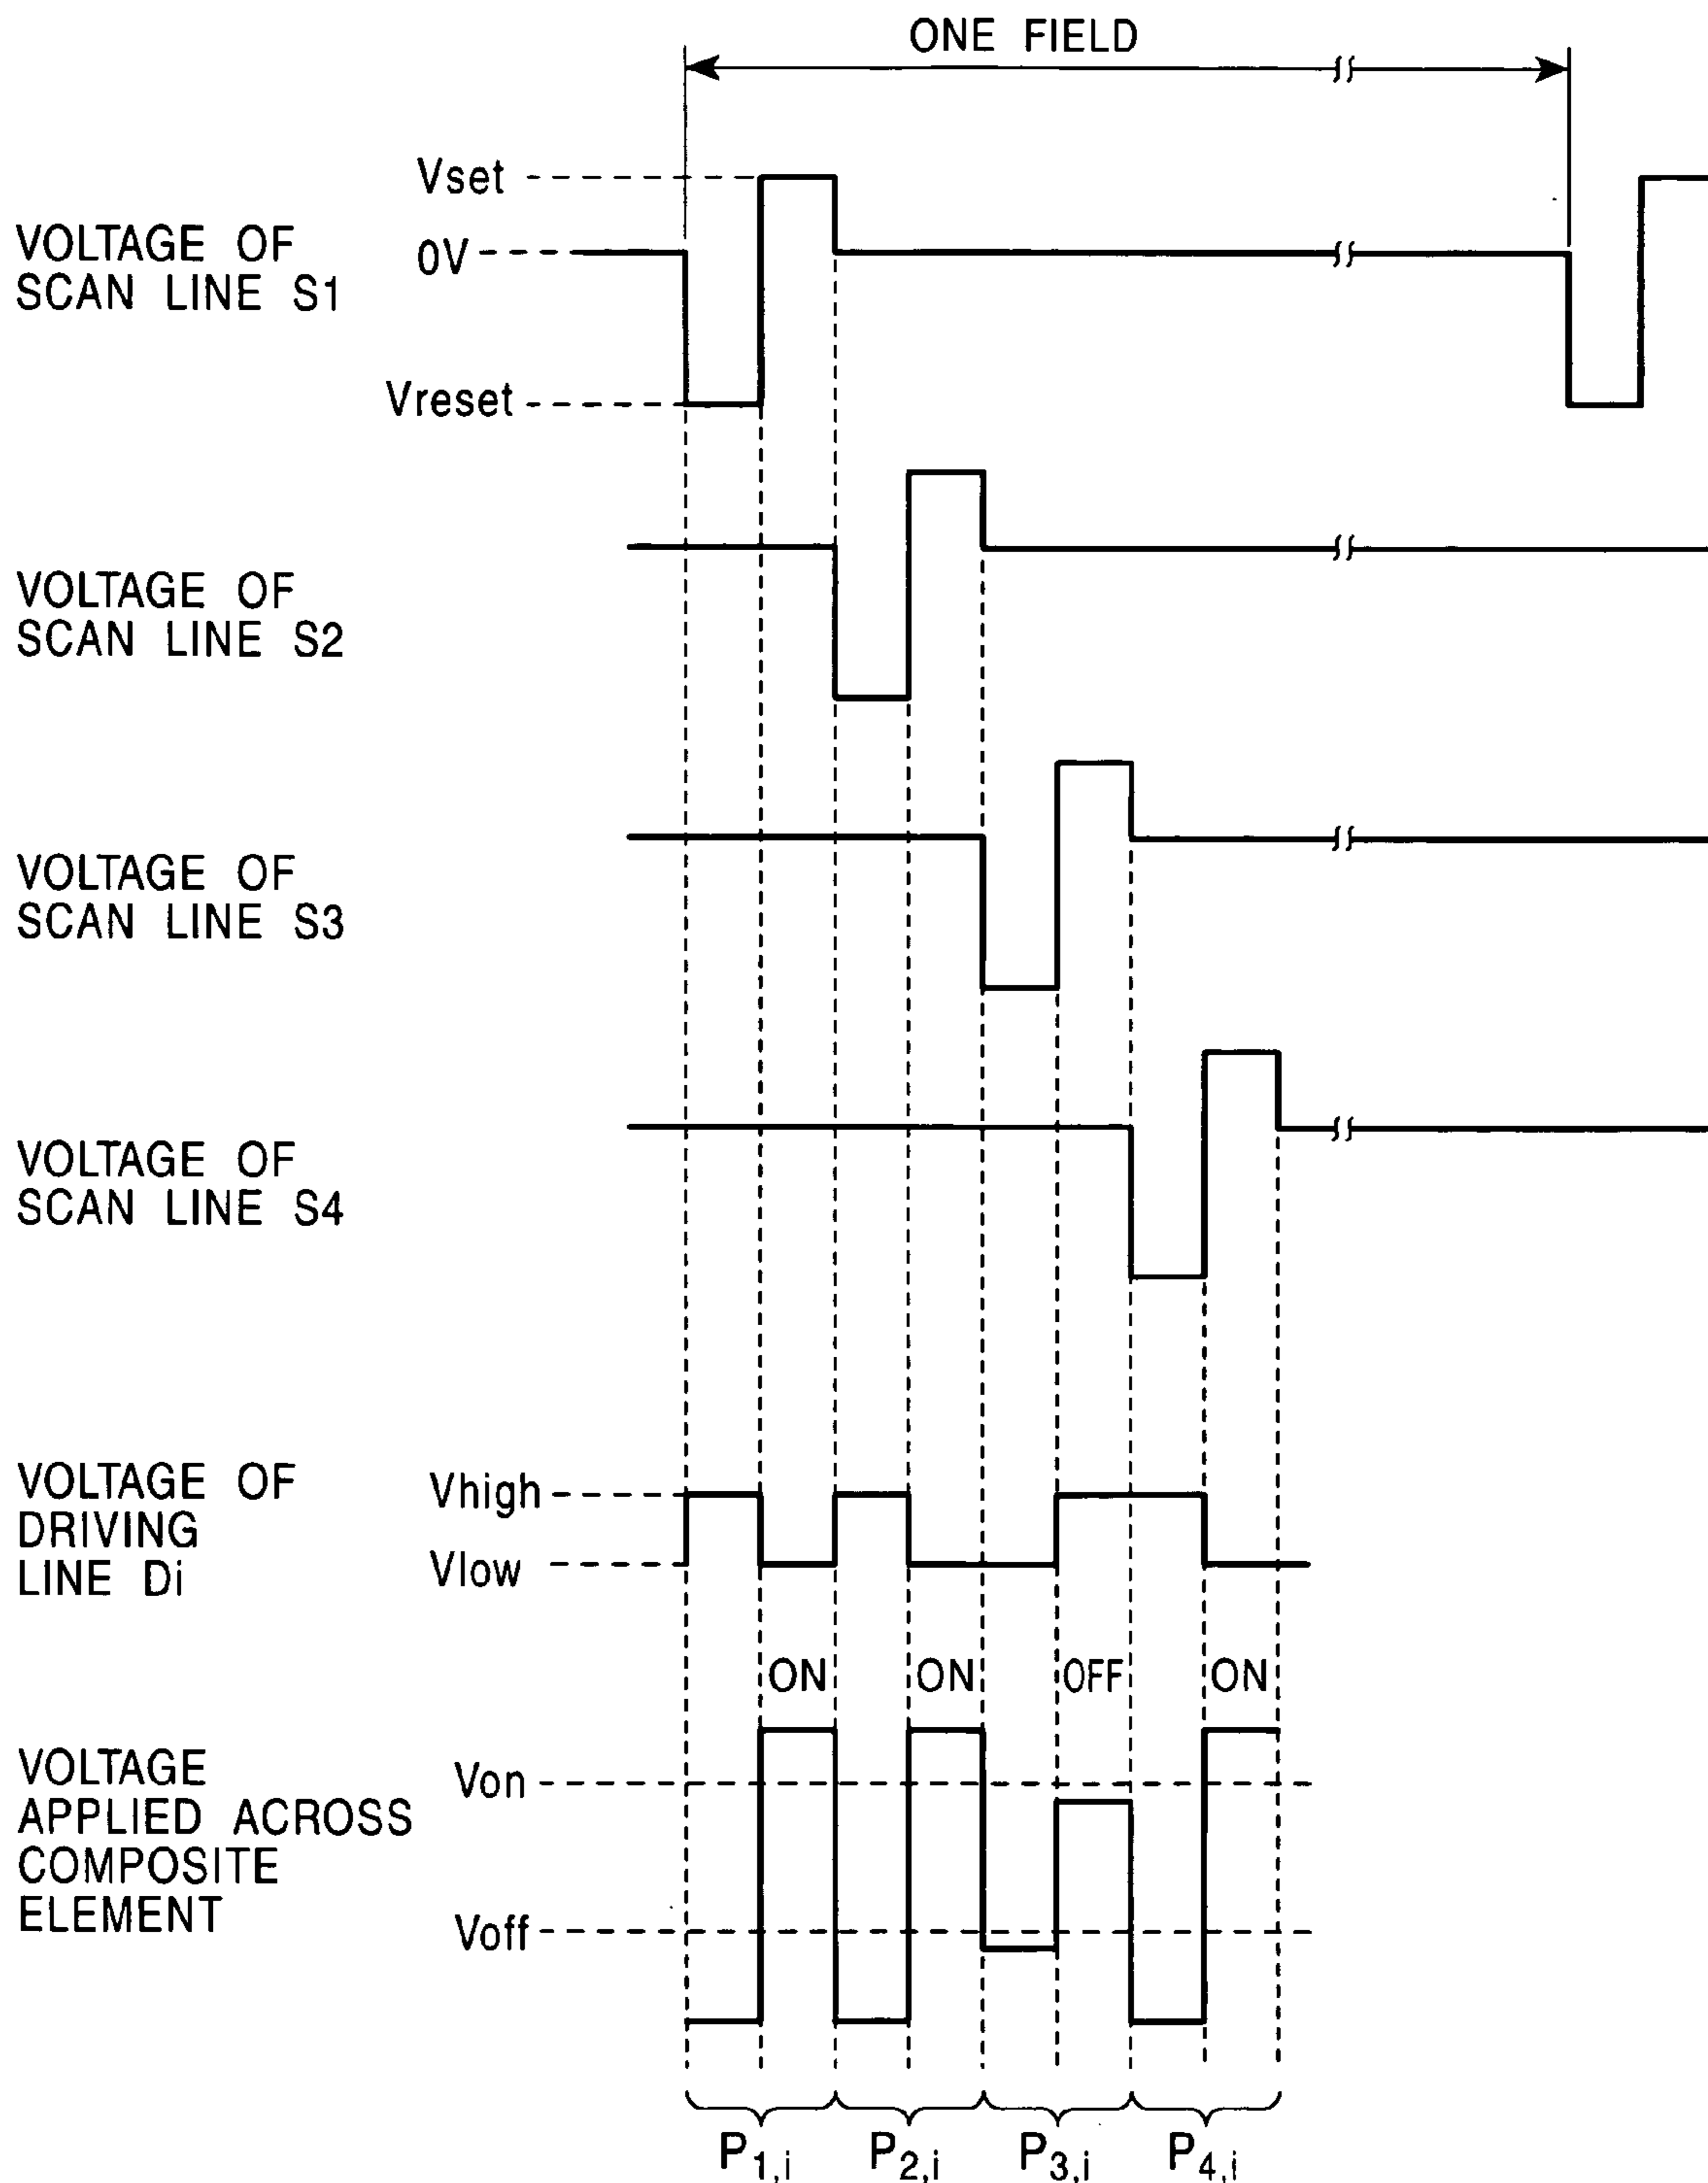 ONE FIELD
Vset
VOLTAGE OF
SCAN LINE S1
0V
Vreset
VOLTAGE OF
SCAN LINE S2
VOLTAGE OF
SCAN LINE S3
VOLTAGE OF
SCAN LINE S4
VOLTAGE OF
DRIVING
LINE Di
Vhigh
Vlow
ON ON OFF ON
VOLTAGE
APPLIED ACROSS
COMPOSITE
ELEMENT
Von
Voff
P1,i P2,i P3,i P4,i